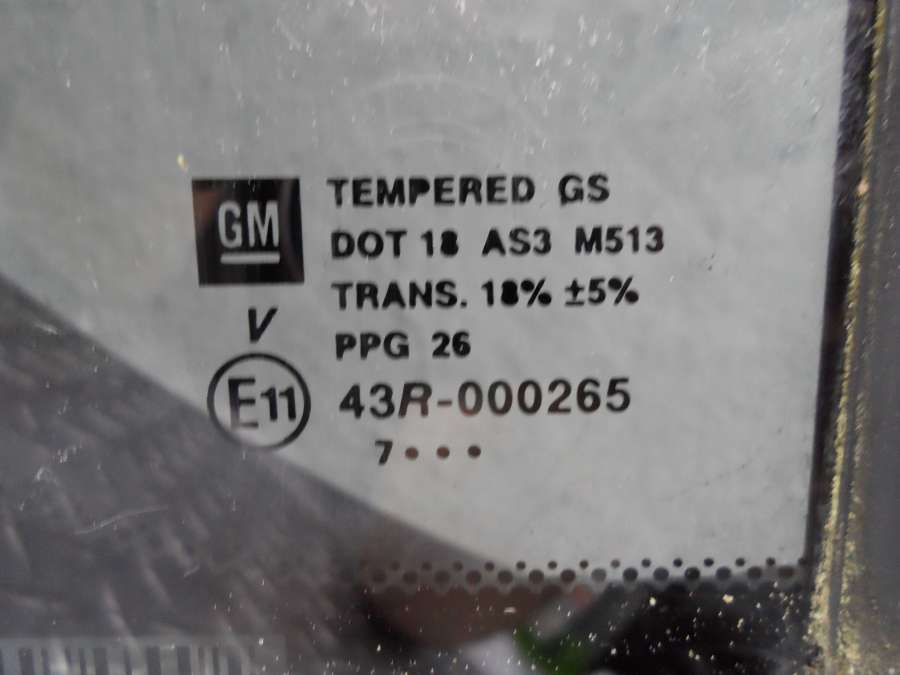 GM
TEMPERED GS
DOT 18 AS3 M513
TRANS. 18% ±5%
V
PPG 26
E11 43R-000265
7• • •